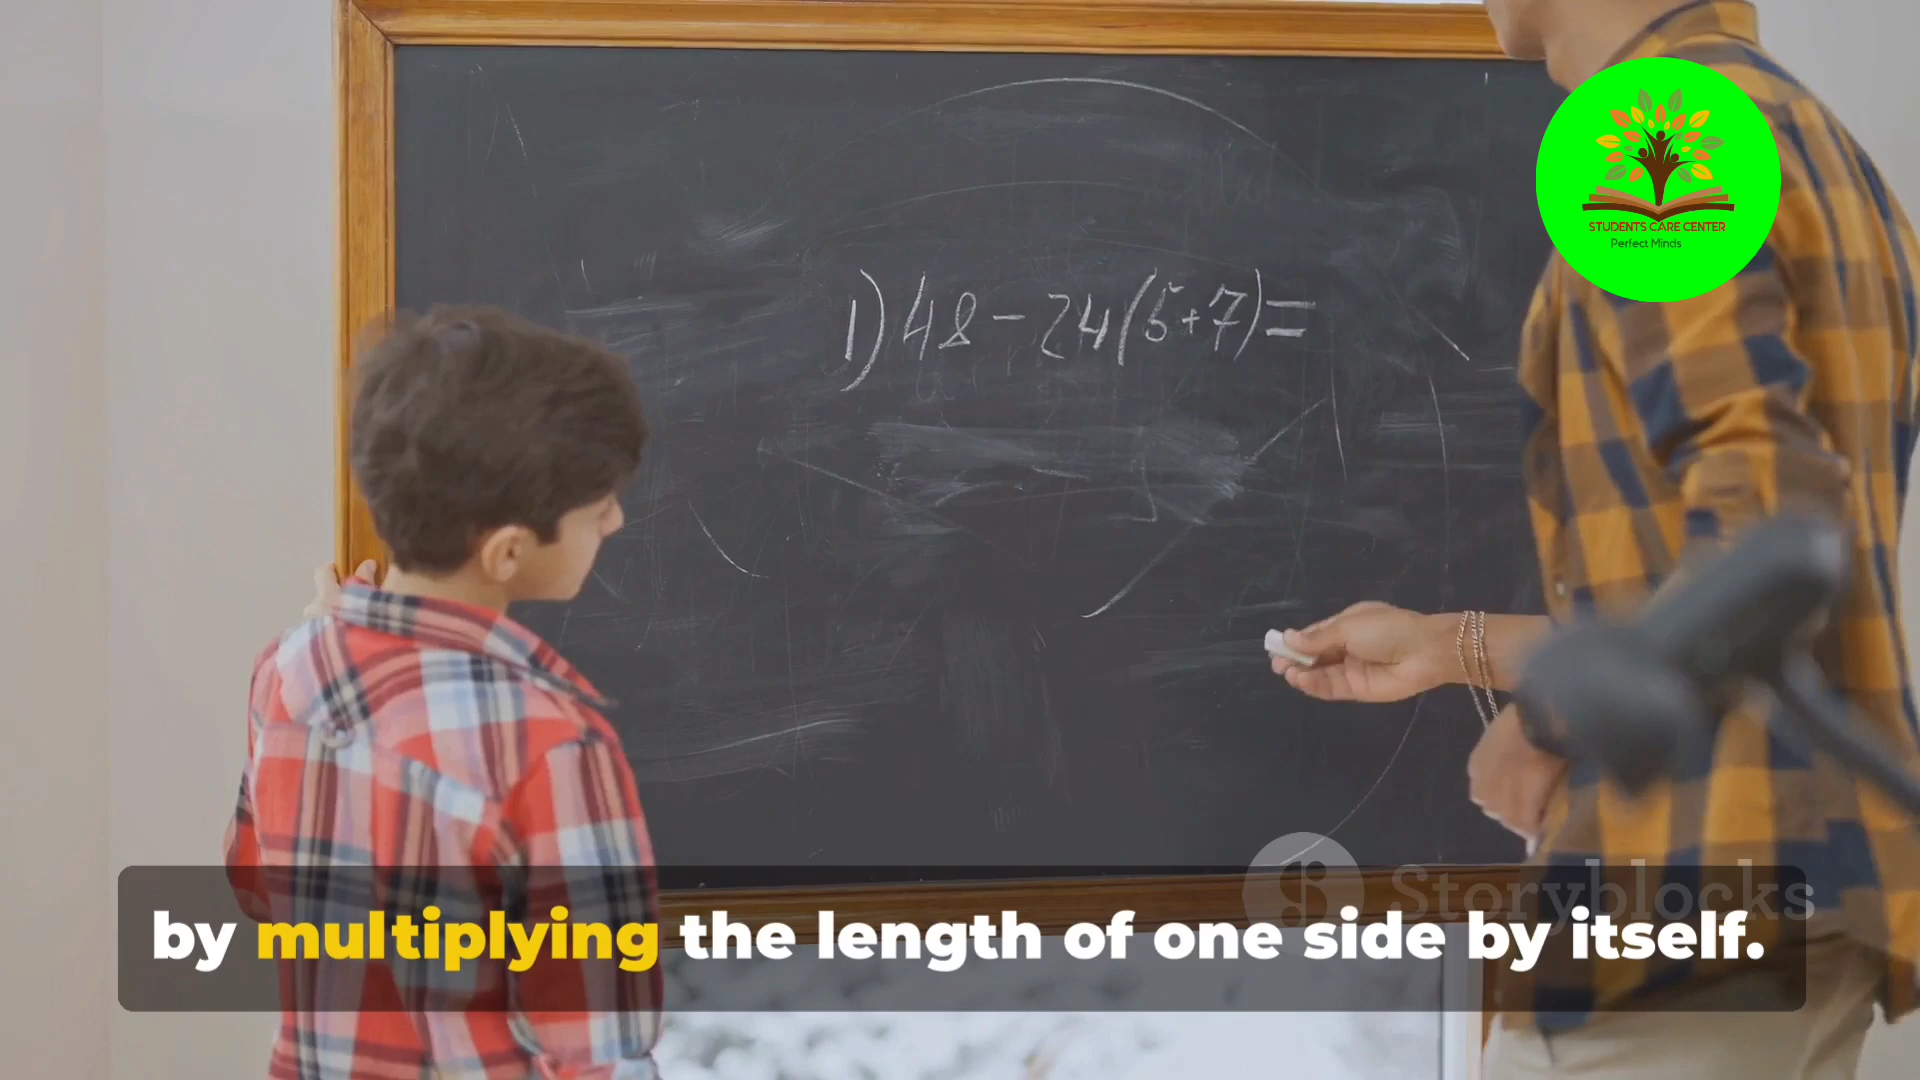 STUDENTS CARE CENTER
Perfect Minds
1) 48 - 24(5+7)=
Storyblocks
by multiplying the length of one side by itself.